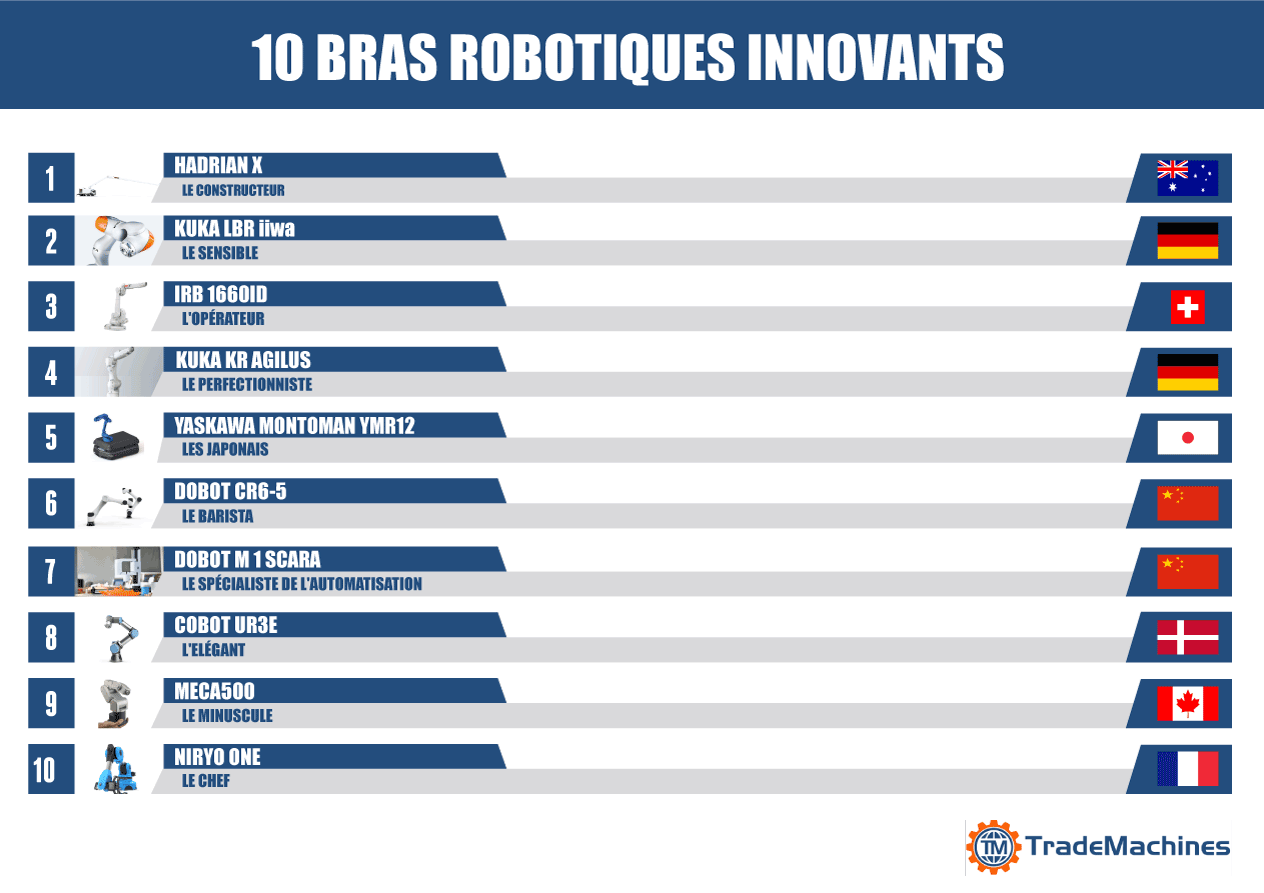 10 BRAS ROBOTIQUES INNOVANTS
1
HADRIAN X
LE CONSTRUCTEUR
2
KUKA LBR iiwa
LE SENSIBLE
3
IRB 1660ID
L'OPÉRATEUR
4
KUKA KR AGILUS
LE PERFECTIONNISTE
5
YASKAWA MONTOMAN YMR12
LES JAPONAIS
6
DOBOT CR6-5
LE BARISTA
7
DOBOT M 1 SCARA
LE SPÉCIALISTE DE L'AUTOMATISATION
8
COBOT UR3E
L'ELÉGANT
9
MECA500
LE MINUSCULE
10
NIRYO ONE
LE CHEF
TM TradeMachines